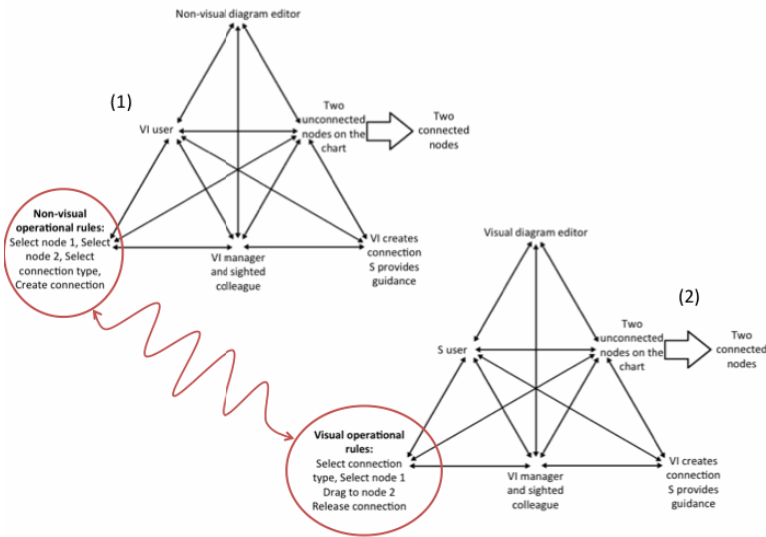 Non-visual diagram editor
(1)
VI user
Two
unconnected
nodes on the
chart
Two
connected
nodes
Non-visual
operational rules:
Select node 1, Select
node 2, Select
connection type,
Create connection
VI manager
and sighted
colleague
VI creates
connection
S provides
guidance
Visual diagram editor
(2)
S user
Two
unconnected
nodes on the
chart
Two
connected
nodes
Visual operational
rules:
Select connection
type, Select node 1
Drag to node 2
Release connection
VI manager
and sighted
colleague
VI creates
connection
S provides
guidance